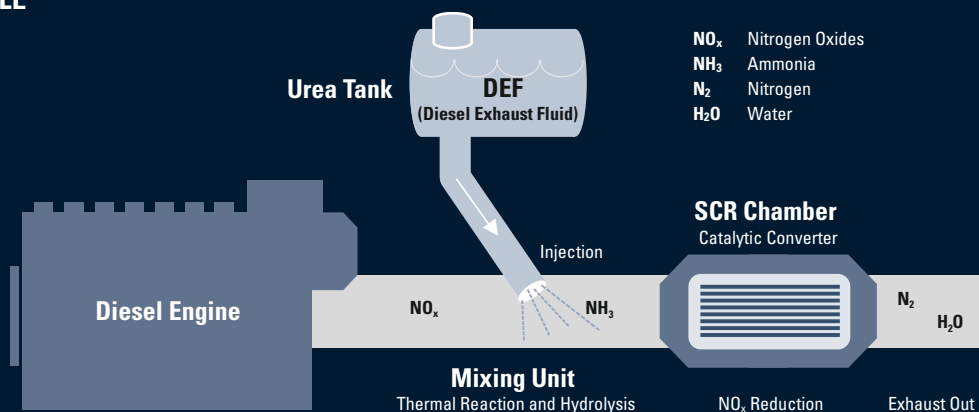 NOₓ Nitrogen Oxides
NH₃ Ammonia
N₂ Nitrogen
H₂O Water
Urea Tank
DEF
(Diesel Exhaust Fluid)
SCR Chamber
Catalytic Converter
Injection
Diesel Engine
NOₓ
NH₃
N₂
H₂O
Mixing Unit
Thermal Reaction and Hydrolysis
NOₓ Reduction
Exhaust Out